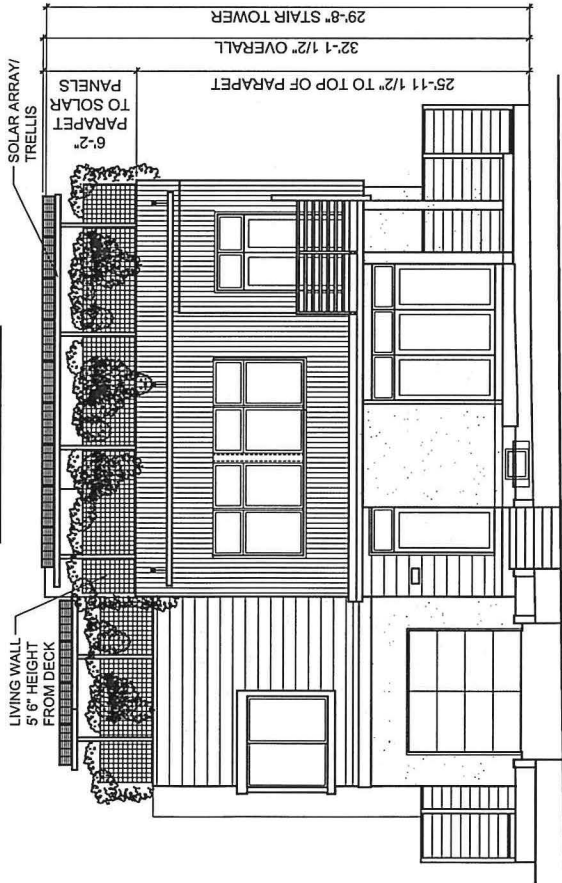 LIVING WALL
5' 6" HEIGHT
FROM DECK
SOLAR ARRAY/
TRELLIS
6'-2"
PARAPET
TO SOLAR
PANELS
25'-11 1/2" TO TOP OF PARAPET
32'-1 1/2" OVERALL
29'-8" STAIR TOWER